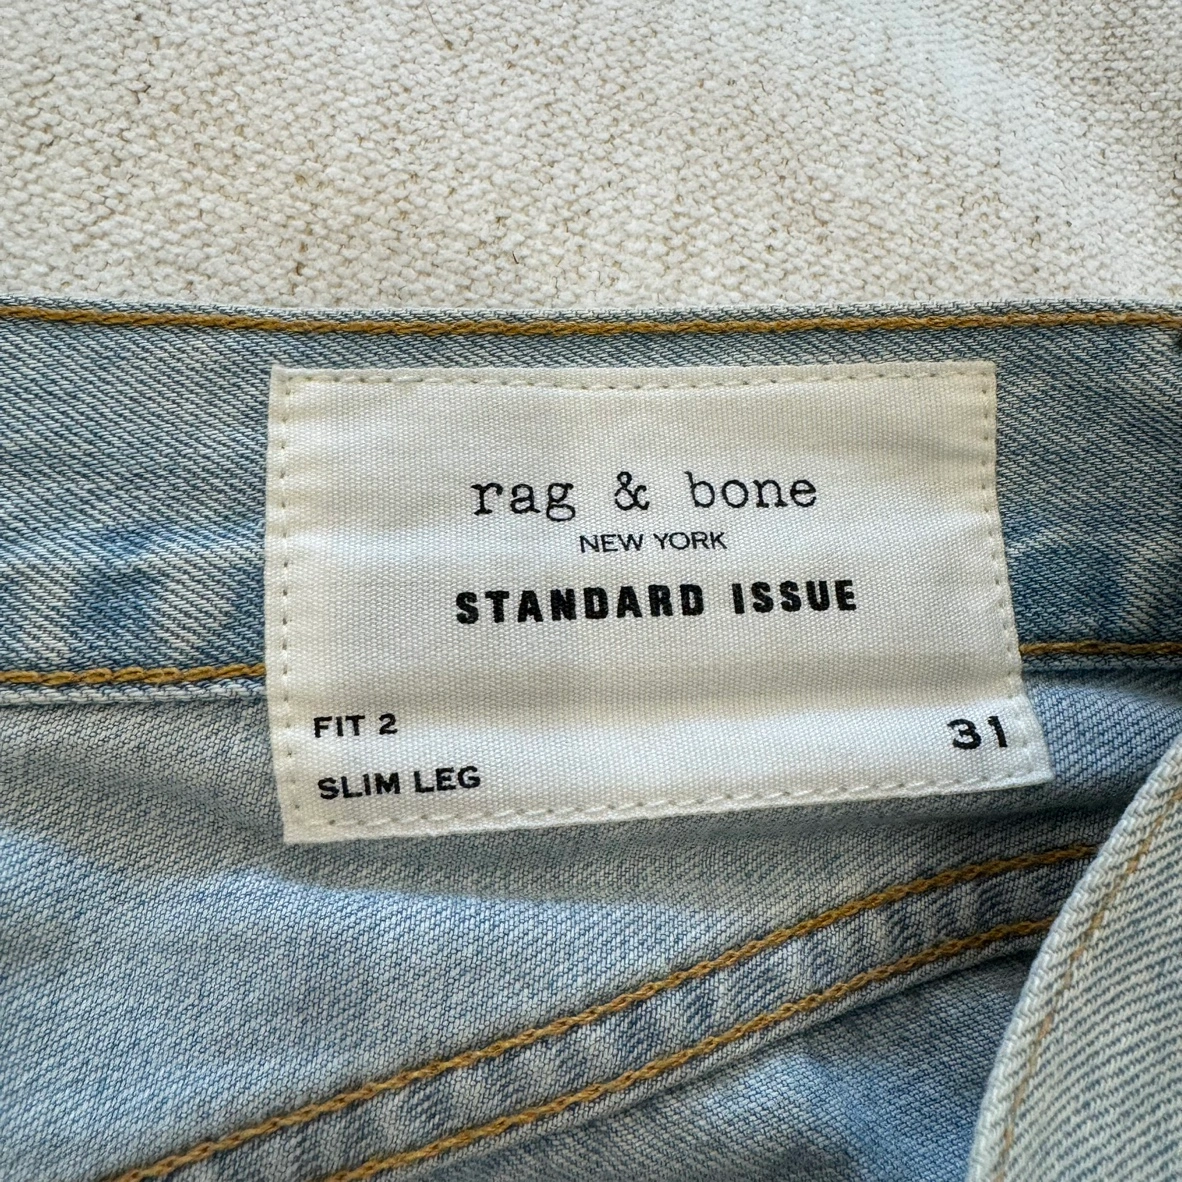 rag & bone
NEW YORK
STANDARD ISSUE
FIT 2
SLIM LEG
31